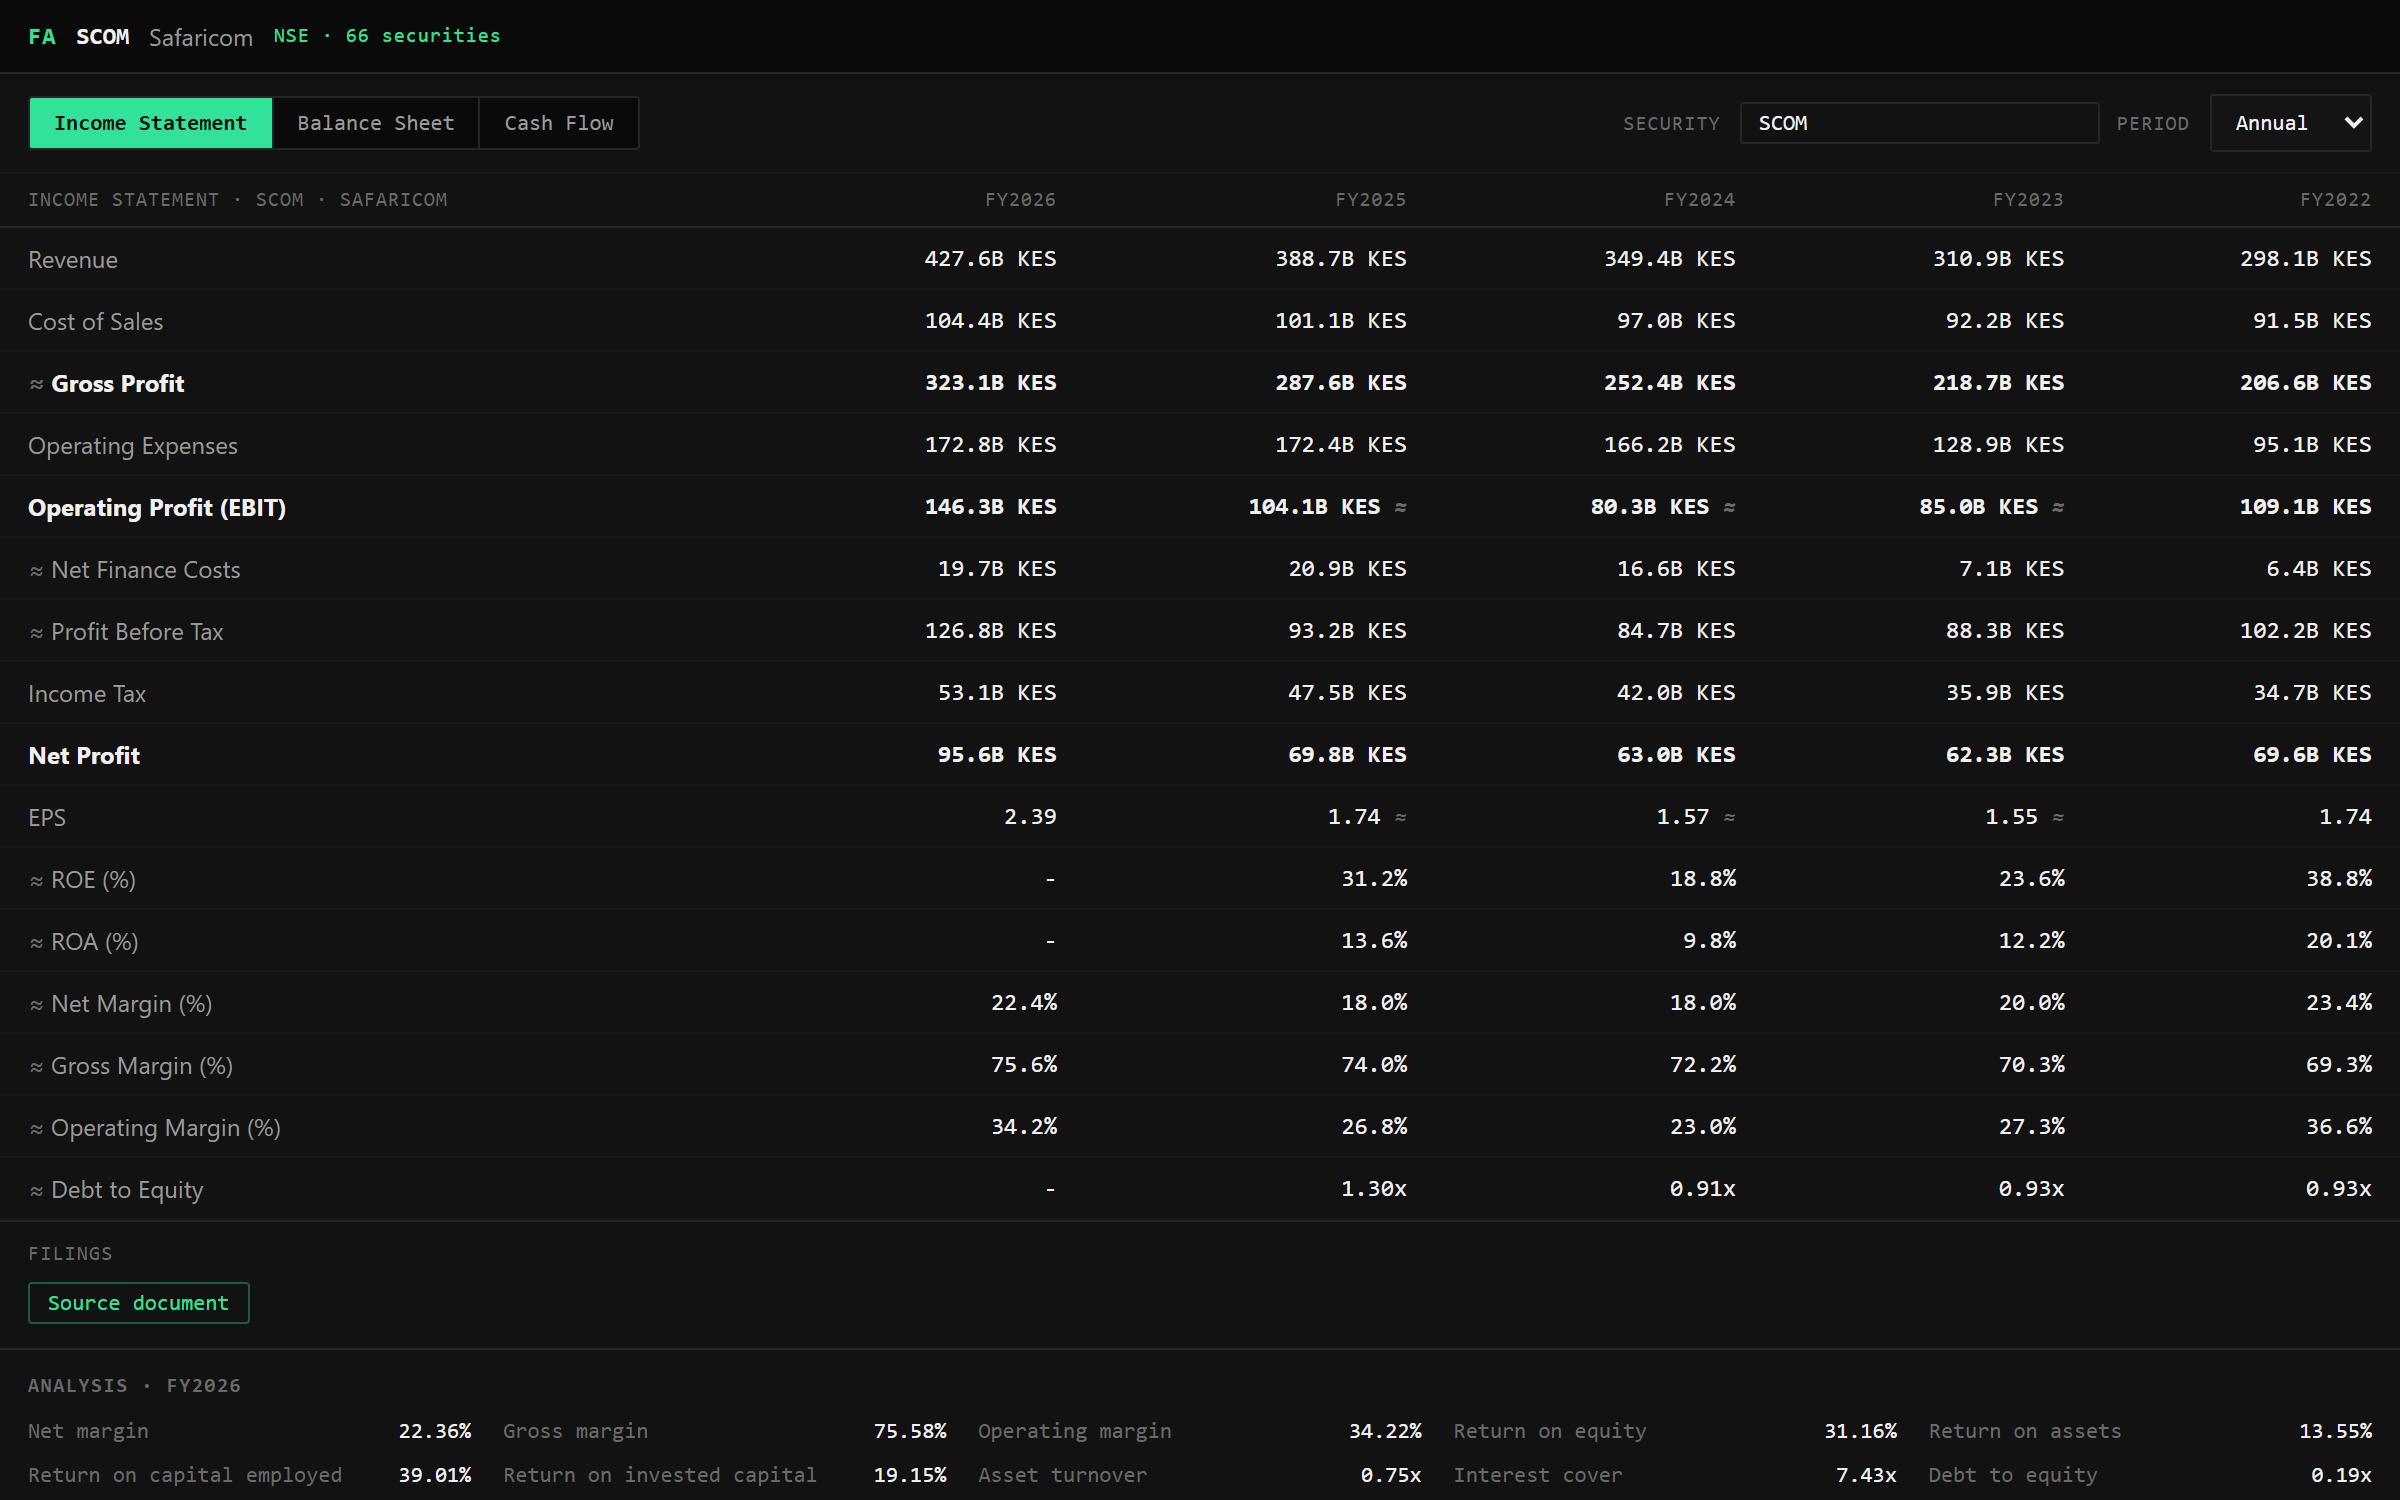 FA SCOM Safaricom NSE · 66 securities
Income Statement Balance Sheet Cash Flow SECURITY SCOM PERIOD Annual
INCOME STATEMENT · SCOM · SAFARICOM FY2026 FY2025 FY2024 FY2023 FY2022
Revenue 427.6B KES 388.7B KES 349.4B KES 310.9B KES 298.1B KES
Cost of Sales 104.4B KES 101.1B KES 97.0B KES 92.2B KES 91.5B KES
≈ Gross Profit 323.1B KES 287.6B KES 252.4B KES 218.7B KES 206.6B KES
Operating Expenses 172.8B KES 172.4B KES 166.2B KES 128.9B KES 95.1B KES
Operating Profit (EBIT) 146.3B KES 104.1B KES ≈ 80.3B KES ≈ 85.0B KES ≈ 109.1B KES
≈ Net Finance Costs 19.7B KES 20.9B KES 16.6B KES 7.1B KES 6.4B KES
≈ Profit Before Tax 126.8B KES 93.2B KES 84.7B KES 88.3B KES 102.2B KES
Income Tax 53.1B KES 47.5B KES 42.0B KES 35.9B KES 34.7B KES
Net Profit 95.6B KES 69.8B KES 63.0B KES 62.3B KES 69.6B KES
EPS 2.39 1.74 ≈ 1.57 ≈ 1.55 ≈ 1.74
≈ ROE (%) - 31.2% 18.8% 23.6% 38.8%
≈ ROA (%) - 13.6% 9.8% 12.2% 20.1%
≈ Net Margin (%) 22.4% 18.0% 18.0% 20.0% 23.4%
≈ Gross Margin (%) 75.6% 74.0% 72.2% 70.3% 69.3%
≈ Operating Margin (%) 34.2% 26.8% 23.0% 27.3% 36.6%
≈ Debt to Equity - 1.30x 0.91x 0.93x 0.93x
FILINGS
Source document
ANALYSIS · FY2026
Net margin 22.36% Gross margin 75.58% Operating margin 34.22% Return on equity 31.16% Return on assets 13.55%
Return on capital employed 39.01% Return on invested capital 19.15% Asset turnover 0.75x Interest cover 7.43x Debt to equity 0.19x